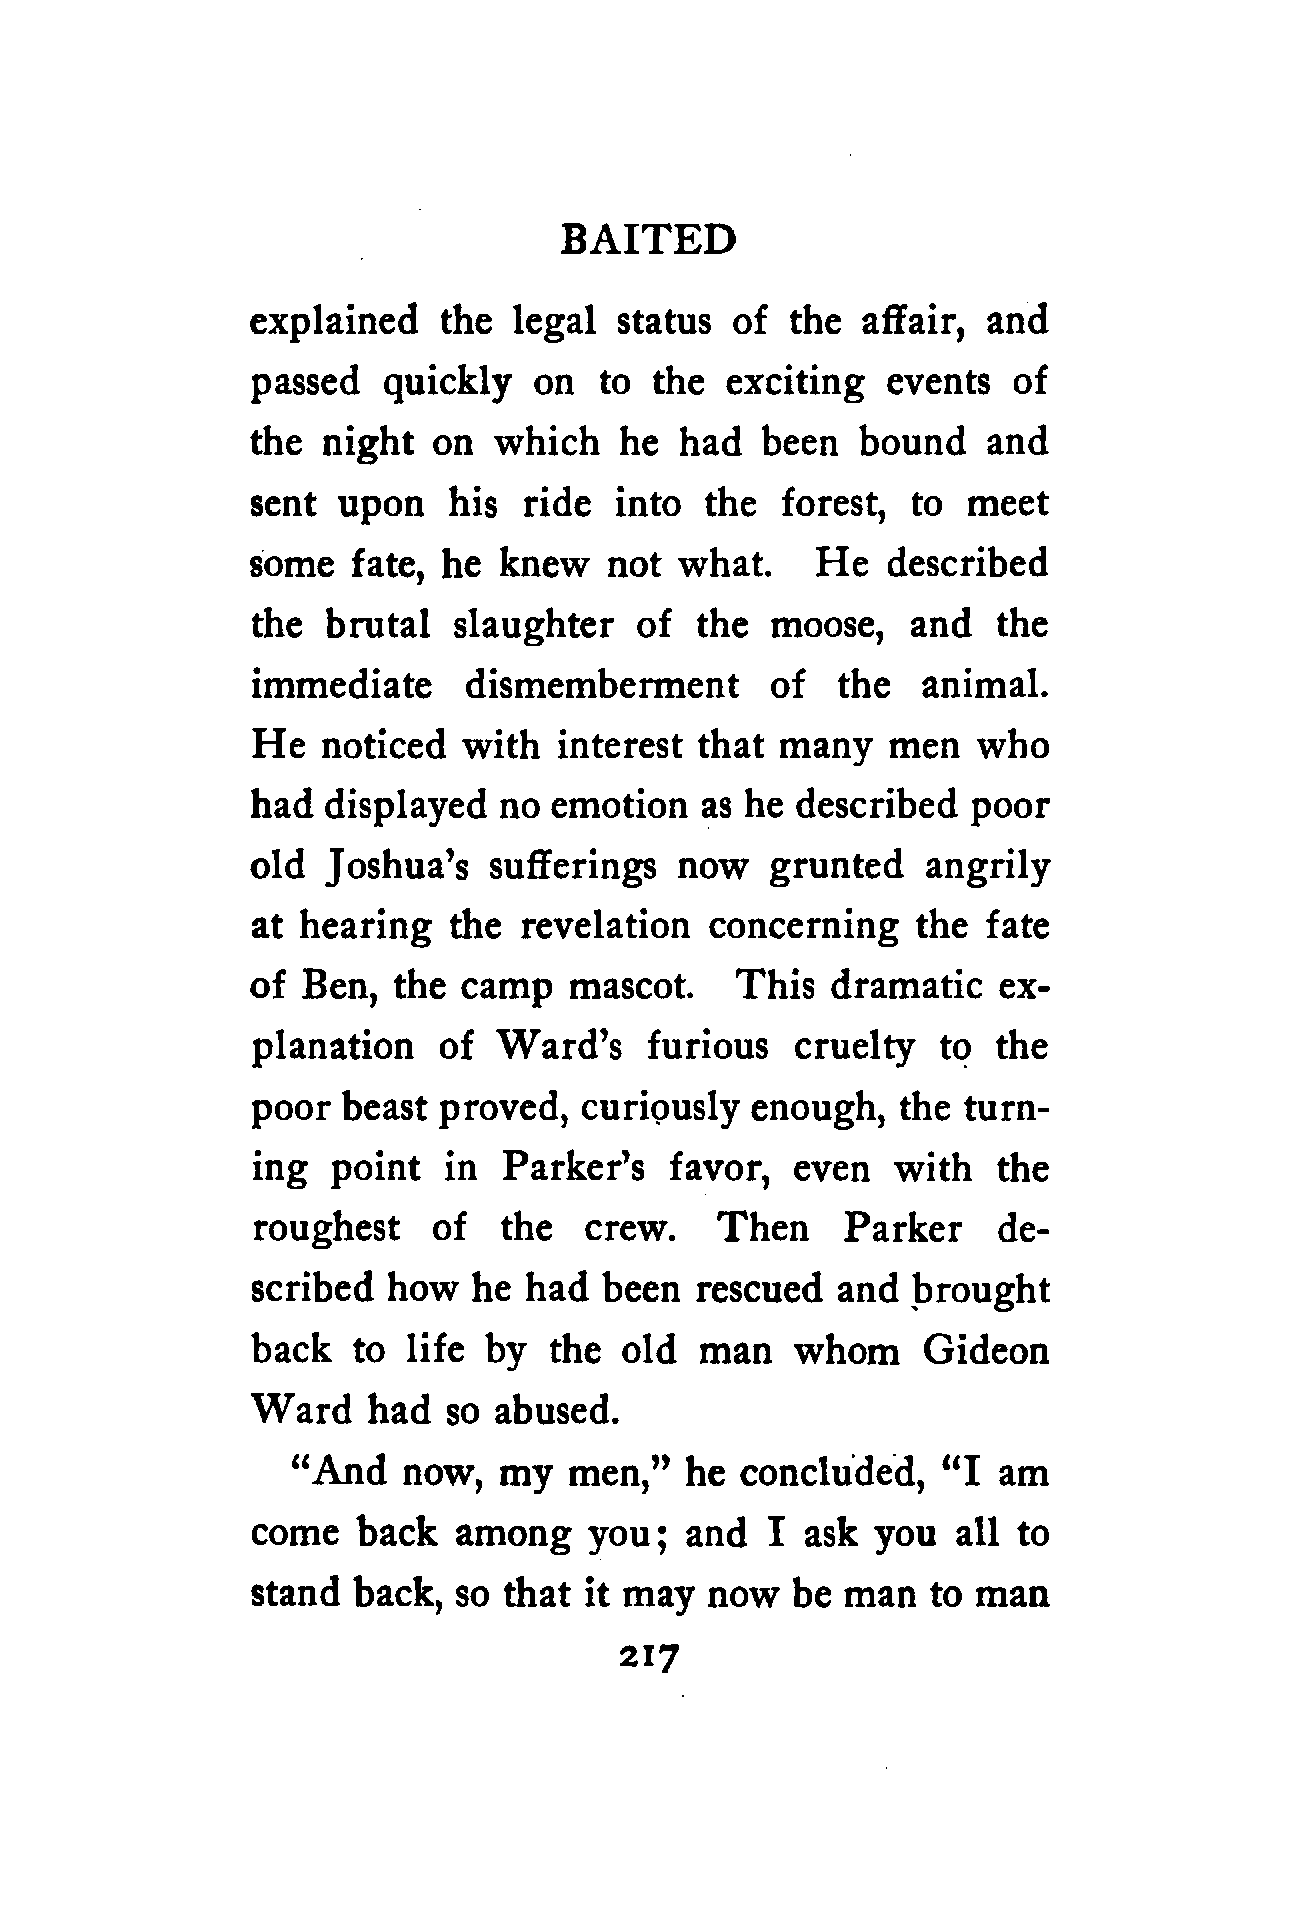 BAITED
explained the legal status of the affair, and
passed quickly on to the exciting events of
the night on which he had been bound and
sent upon his ride into the forest, to meet
some fate, he knew not what. He described
the brutal slaughter of the moose, and the
immediate dismemberment of the animal.
He noticed with interest that many men who
had displayed no emotion as he described poor
old Joshua's sufferings now grunted angrily
at hearing the revelation concerning the fate
of Ben, the camp mascot. This dramatic ex-
planation of Ward's furious cruelty to the
poor beast proved, curiously enough, the turn-
ing point in Parker's favor, even with the
roughest of the crew. Then Parker de-
scribed how he had been rescued and brought
back to life by the old man whom Gideon
Ward had so abused.
"And now, my men," he concluded, "I am
come back among you; and I ask you all to
stand back, so that it may now be man to man
217